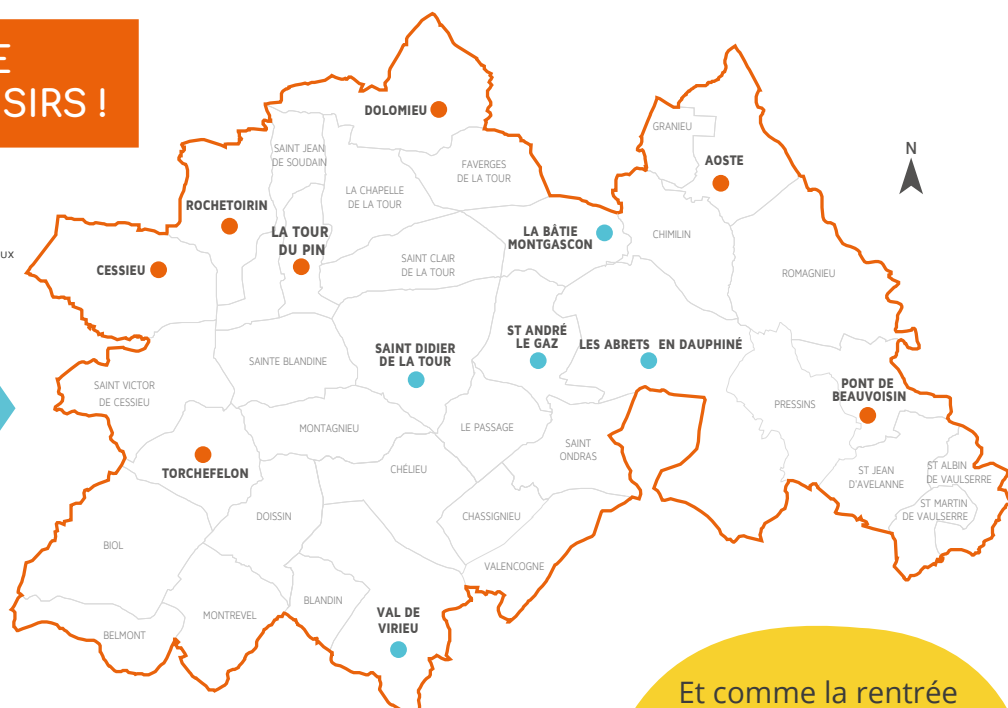 E
SIRS !
DOLOMIEU
GRANIEU
N
SAINT JEAN
DE SOUDAIN
AOSTE
FAVERGES
DE LA TOUR
LA CHAPELLE
DE LA TOUR
ROCHETOIRIN
LA TOUR
DU PIN
LA BÂTIE
MONTGASCON
CHIMILIN
UX
CESSIEU
SAINT CLAIR
DE LA TOUR
ROMAGNIEU
ST ANDRÉ
LE GAZ
LES ABRETS EN DAUPHINÉ
SAINT DIDIER
DE LA TOUR
SAINTE BLANDINE
SAINT VICTOR
DE CESSIEU
PONT DE
BEAUVOISIN
PRESSINS
MONTAGNIEU
LE PASSAGE
SAINT
ONDRAS
TORCHEFELON
CHÉLIEU
ST JEAN
D'AVELANNE
ST ALBIN
DE VAULSERRE
ST MARTIN
DE VAULSERRE
DOISSIN
CHASSIGNIEU
BIOL
VALENCOGNE
BLANDIN
MONTREVEL
VAL DE
VIRIEU
BELMONT
Et comme la rentrée